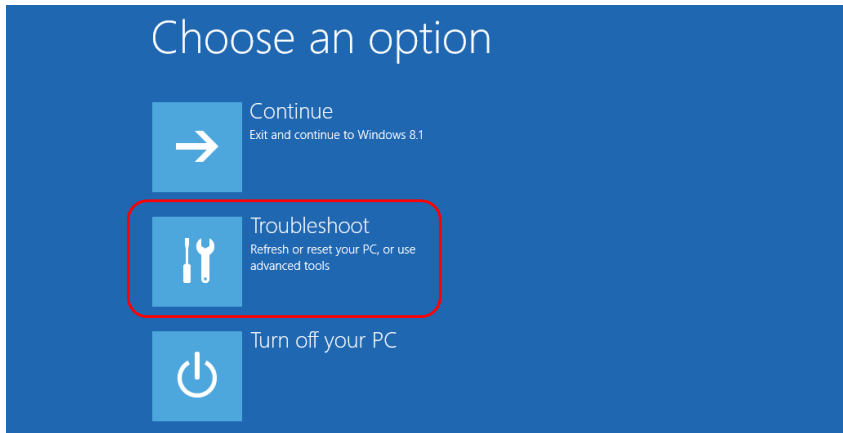 Choose an option
Continue
Exit and continue to Windows 8.1
Troubleshoot
Refresh or reset your PC, or use
advanced tools
Turn off your PC